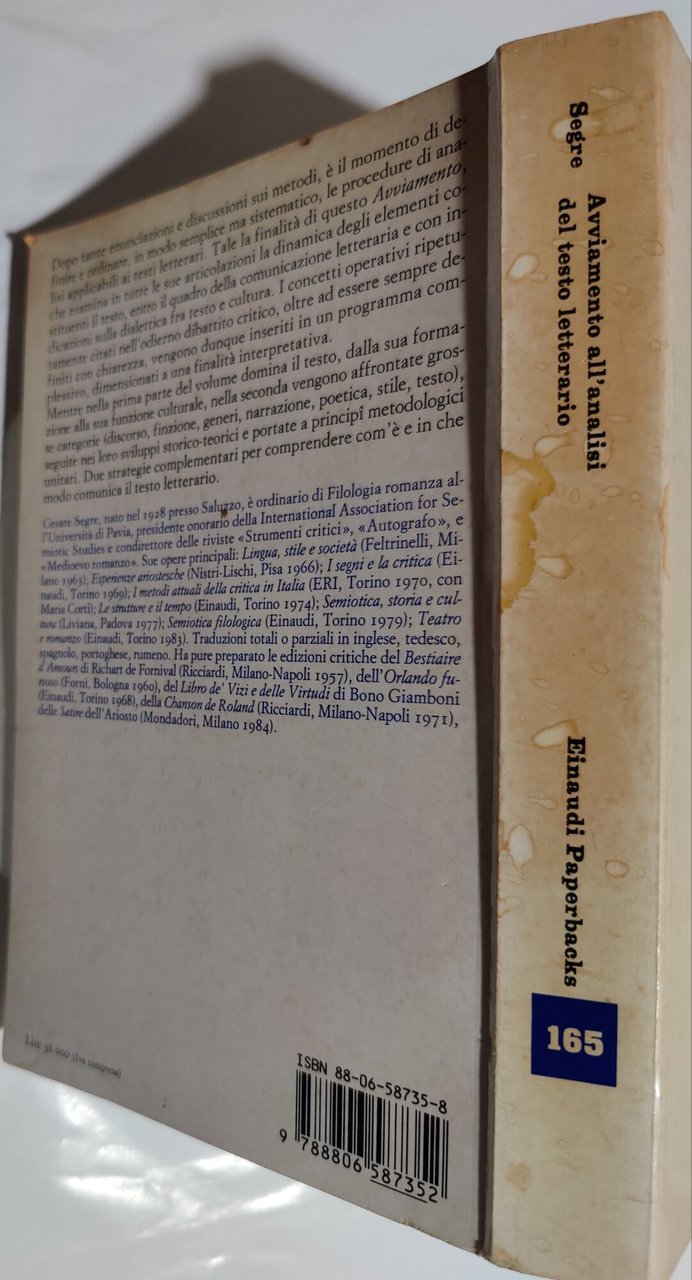 Dopo tante enunciazioni e discussioni sui metodi, è il momento di de-
finire e ordinare, in modo semplice ma sistematico, le procedure di ana-
lisi applicabili ai testi letterari. Tale la finalità di questo Avviamento,
che esamina in tutte le sue articolazioni la dinamica degli elementi co-
stituenti il testo, entro il quadro della comunicazione letteraria e con in-
dicazioni sulla dialettica fra testo e cultura. I concetti operativi ripetu-
tamente citati nell'odierno dibattito critico, oltre ad essere sempre de-
finiti con chiarezza, vengono dunque inseriti in un programma com-
plessivo, dimensionati a una finalità interpretativa.
Mentre nella prima parte del volume domina il testo, dalla sua forma-
zione alla sua funzione culturale, nella seconda vengono affrontate gros-
se categorie (discorso, finzione, generi, narrazione, poetica, stile, testo),
seguite nei loro sviluppi storico-teorici e portate a principî metodologici
unitari. Due strategie complementari per comprendere com'è e in che
modo comunica il testo letterario.
Cesare Segre, nato nel 1928 presso Saluzzo, è ordinario di Filologia romanza al-
l'Università di Pavia, presidente onorario della International Association for Se-
miotic Studies e condirettore delle riviste «Strumenti critici», «Autografo», e
«Medioevo romanzo». Sue opere principali: Lingua, stile e società (Feltrinelli, Mi-
lano 1963); Esperienze ariostesche (Nistri-Lischi, Pisa 1966); I segni e la critica (Ei-
naudi, Torino 1969); I metodi attuali della critica in Italia (ERI, Torino 1970, con
Maria Corti); Le strutture e il tempo (Einaudi, Torino 1974); Semiotica, storia e cul-
tura (Liviana, Padova 1977); Semiotica filologica (Einaudi, Torino 1979); Teatro
e romanzo (Einaudi, Torino 1983). Traduzioni totali o parziali in inglese, tedesco,
spagnolo, portoghese, rumeno. Ha pure preparato le edizioni critiche del Bestiaire
d'Amours di Richart de Fornival (Ricciardi, Milano-Napoli 1957), dell'Orlando fu-
rioso (Forni, Bologna 1960), del Libro de' Vizi e delle Virtudi di Bono Giamboni
(Einaudi, Torino 1968), della Chanson de Roland (Ricciardi, Milano-Napoli 1971),
delle Satire dell'Ariosto (Mondadori, Milano 1984).
Lire 36 000 (Iva compresa)
ISBN 88-06-58735-8
9 788806 587352
Segre
Avviamento all'analisi
del testo letterario
Einaudi Paperbacks
165